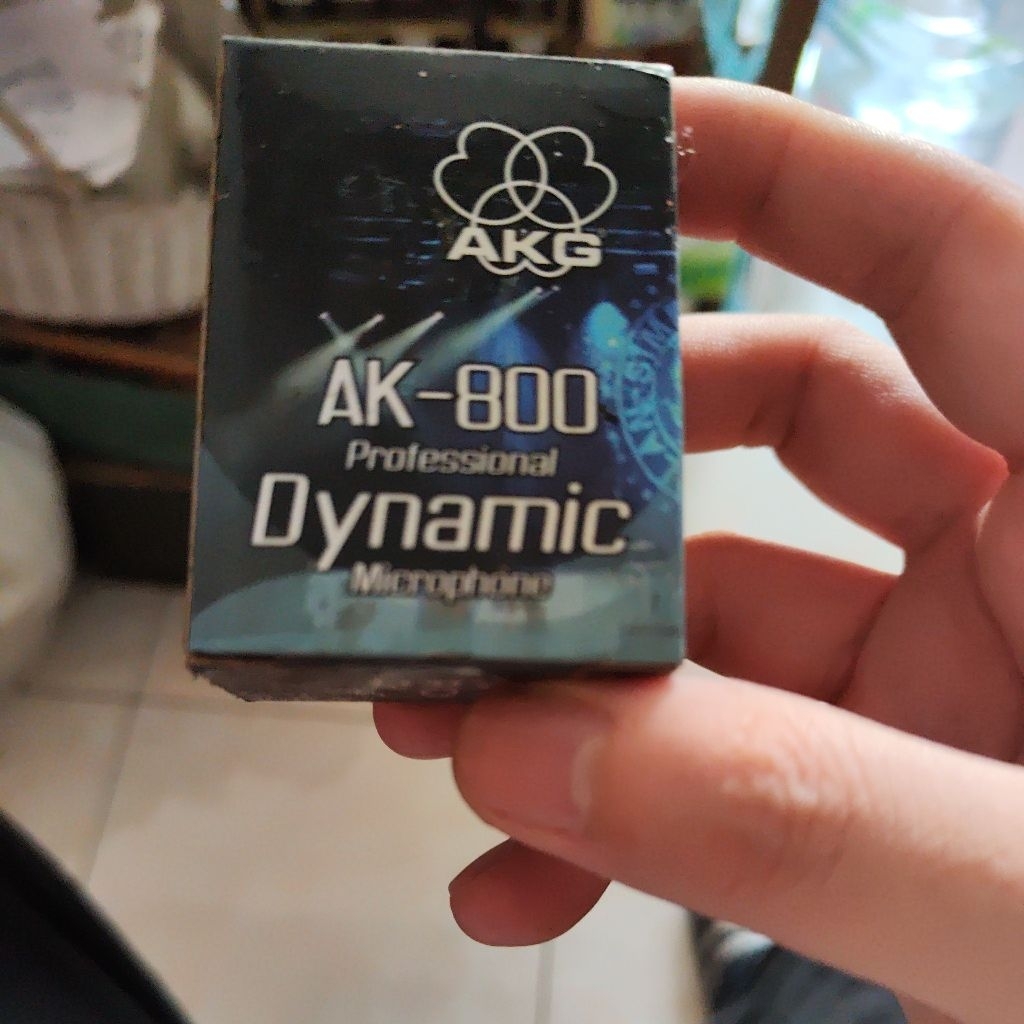 AKG
AK-800
Professional
Dynamic
Microphone